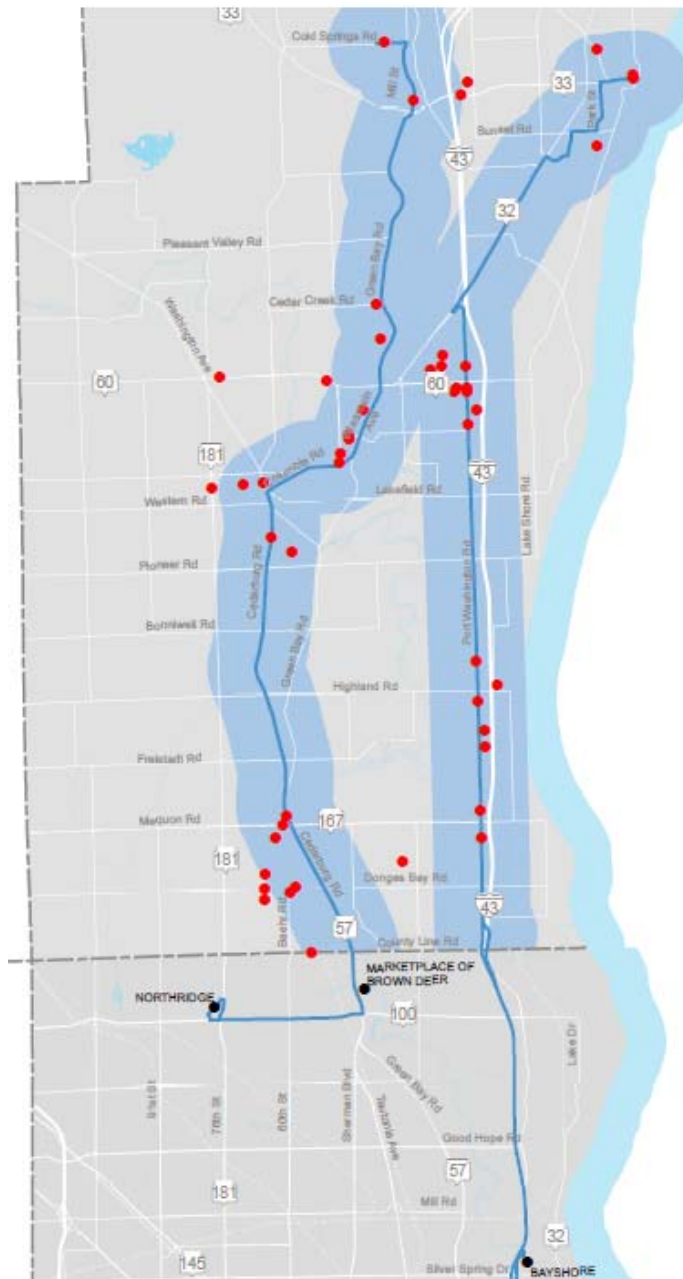 33
Cold Springs Rd
Mill St
33
Park St
Sunset Rd
43
32
Pleasant Valley Rd
Green Bay Rd
Cedar Creek Rd
Washington Ave
60
60
181
Columbia Rd
43
Lake Shore Rd
Western Rd
Lakefield Rd
Pioneer Rd
Cedarburg Rd
Port Washington Rd
Bonniwell Rd
Green Bay Rd
Highland Rd
Freistadt Rd
Mequon Rd
167
181
Cedarburg Rd
Donges Bay Rd
Baehr Rd
43
57
County Line Rd
MARKETPLACE OF
BROWN DEER
NORTHRIDGE
100
Lake Dr
Green Bay Rd
91st St
76th St
60th St
Sherman Blvd
Teutonia Ave
Good Hope Rd
57
181
Mill Rd
32
145
Silver Spring Dr
BAYSHORE